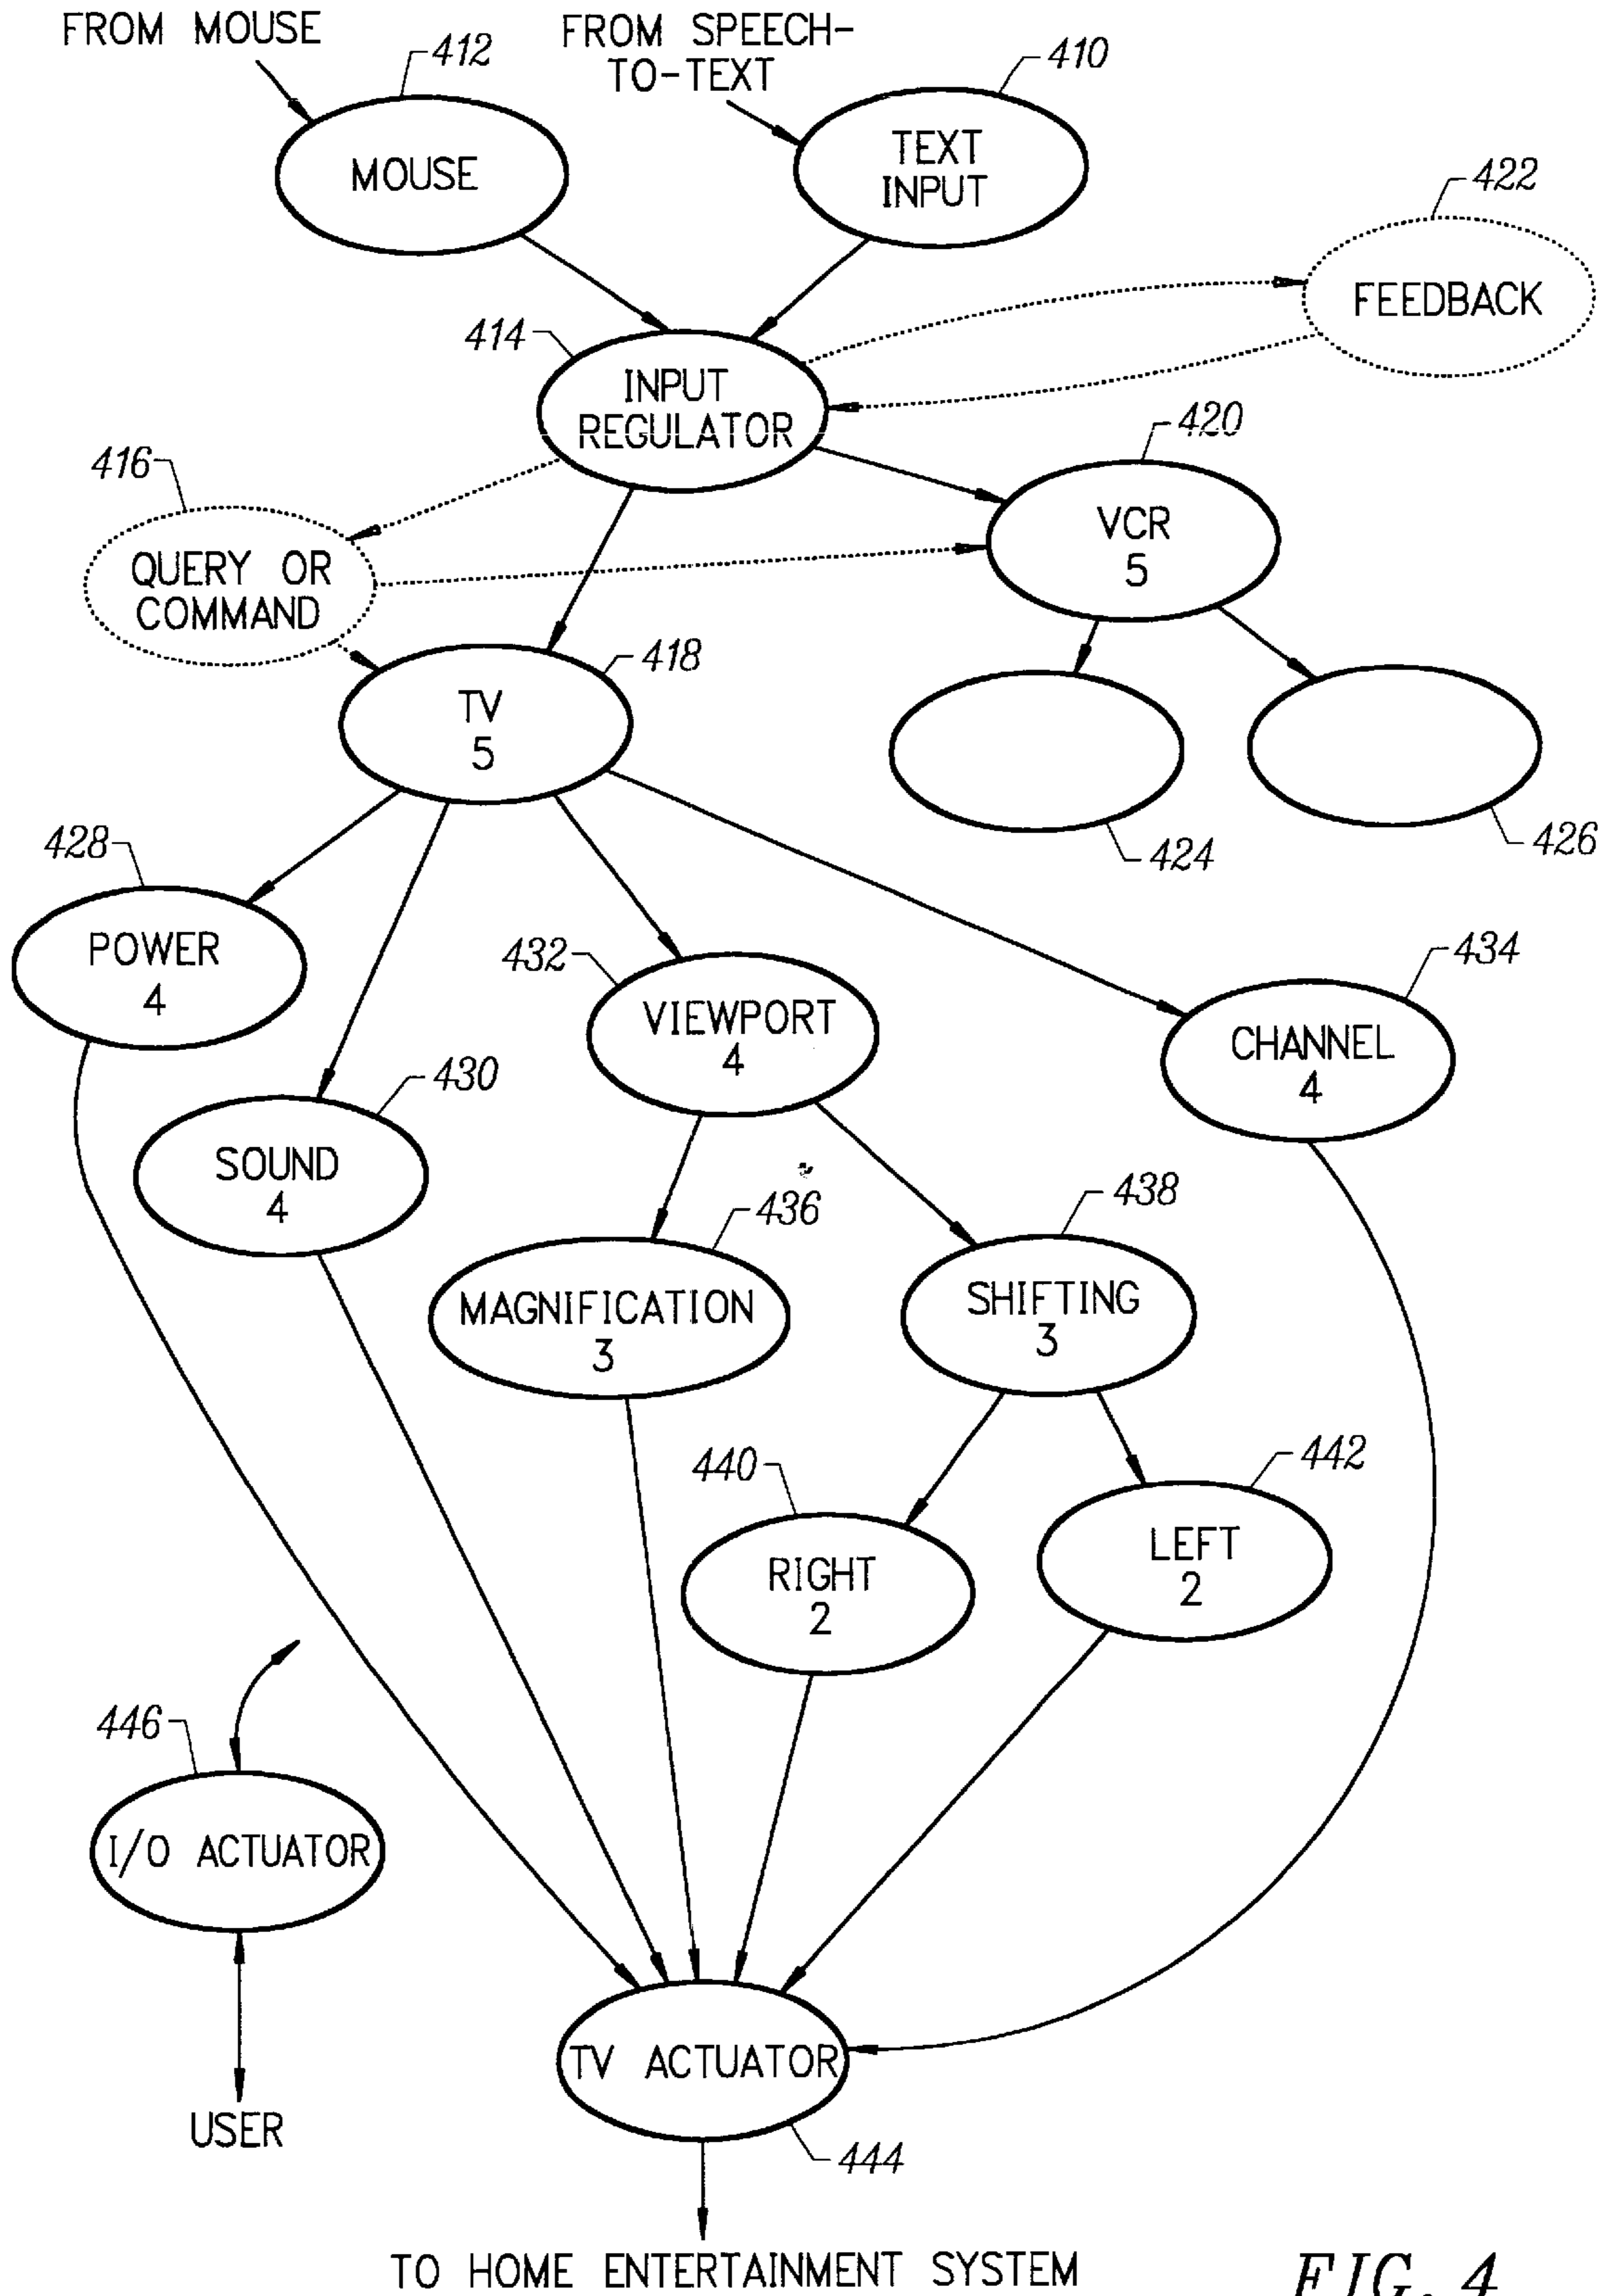 FROM MOUSE
412
FROM SPEECH-
TO-TEXT
410
MOUSE
TEXT
INPUT
422
FEEDBACK
414
INPUT
REGULATOR
420
416
VCR
5
QUERY OR
COMMAND
418
TV
5
424
426
428
POWER
4
432
VIEWPORT
4
434
CHANNEL
4
430
SOUND
4
436
MAGNIFICATION
3
438
SHIFTING
3
440
RIGHT
2
442
LEFT
2
446
I/O ACTUATOR
USER
TV ACTUATOR
444
TO HOME ENTERTAINMENT SYSTEM
FIG. 4